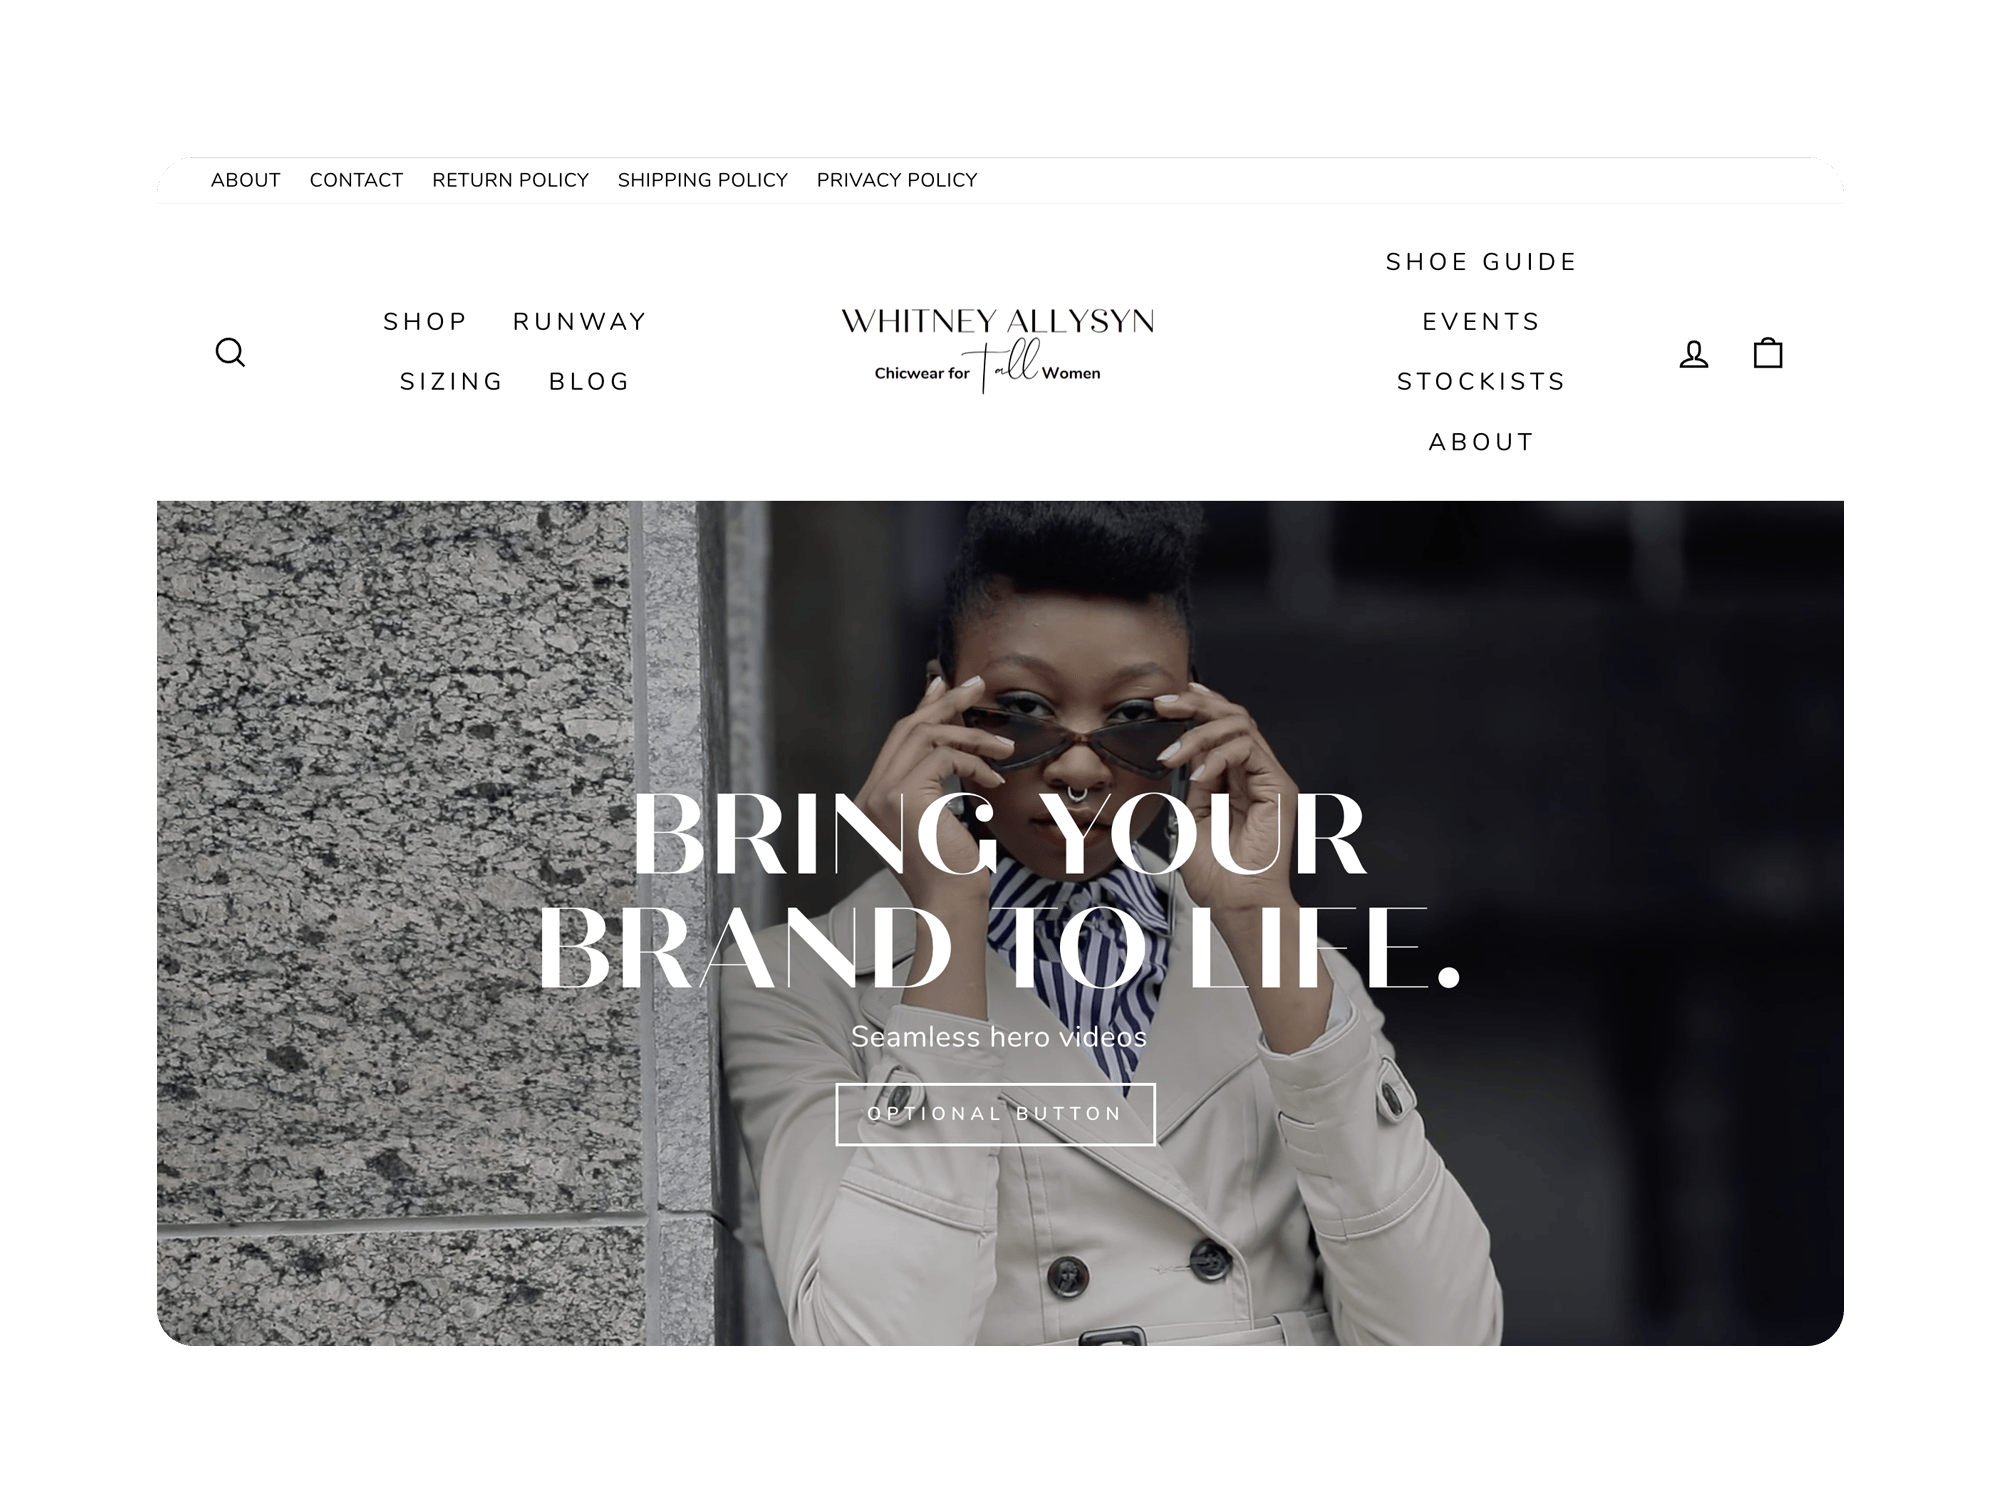 ABOUT CONTACT RETURN POLICY SHIPPING POLICY PRIVACY POLICY
SHOP RUNWAY
SIZING BLOG
WHITNEY ALLYSYN
Chicwear for Tall Women
SHOE GUIDE
EVENTS
STOCKISTS
ABOUT
BRING YOUR
BRAND TO LIFE.
Seamless hero videos
OPTIONAL BUTTON